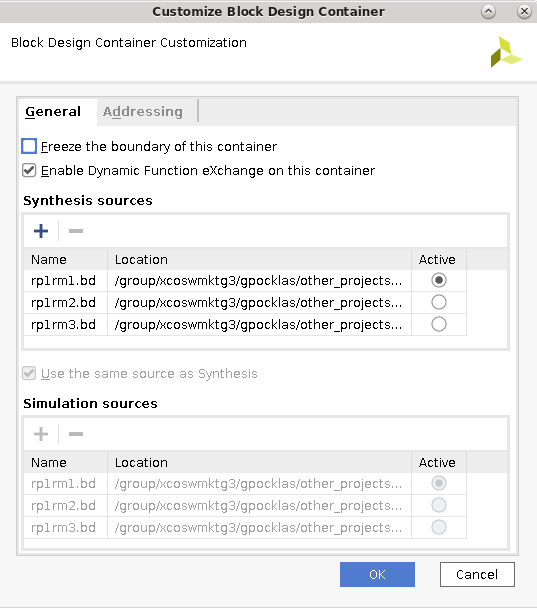 Customize Block Design Container
Block Design Container Customization
General Addressing
Freeze the boundary of this container
Enable Dynamic Function eXchange on this container
Synthesis sources
Name Location Active
rp1rm1.bd /group/xcoswmktg3/gpocklas/other_projects...
rp1rm2.bd /group/xcoswmktg3/gpocklas/other_projects...
rp1rm3.bd /group/xcoswmktg3/gpocklas/other_projects...
Use the same source as Synthesis
Simulation sources
Name Location Active
rp1rm1.bd /group/xcoswmktg3/gpocklas/other_projects...
rp1rm2.bd /group/xcoswmktg3/gpocklas/other_projects...
rp1rm3.bd /group/xcoswmktg3/gpocklas/other_projects...
OK Cancel